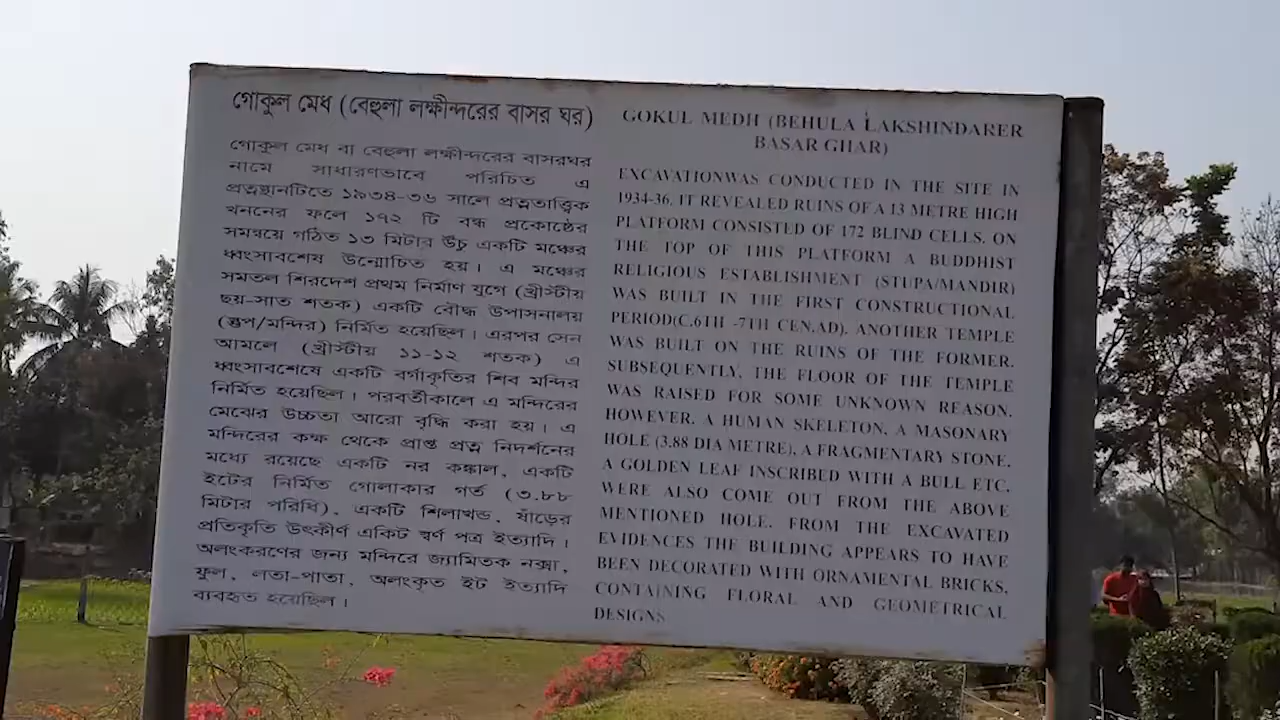 গোকুল মেধ (বেহুলা লক্ষীন্দরের বাসর ঘর)
গোকুল মেধ বা বেহুলা লক্ষীন্দরের বাসরঘর
নামে সাধারণভাবে পরিচিত এ
প্রত্নস্থানটিতে ১৯৩৪-৩৬ সালে প্রত্নতাত্ত্বিক
খননের ফলে ১৭২ টি বদ্ধ প্রকোষ্ঠের
সমন্বয়ে গঠিত ১৩ মিটার উঁচু একটি মঞ্চের
ধ্বংসাবশেষ উন্মোচিত হয়। এ মঞ্চের
সমতল শিরদেশ প্রথম নির্মাণ যুগে (খ্রীস্টীয়
ছয়-সাত শতক) একটি বৌদ্ধ উপাসনালয়
(স্তুপ/মন্দির) নির্মিত হয়েছিল। এরপর সেন
আমলে (খ্রীস্টীয় ১১-১২ শতক) এ
ধ্বংসাবশেষে একটি বর্গাকৃতির শিব মন্দির
নির্মিত হয়েছিল। পরবর্তীকালে এ মন্দিরের
মেঝের উচ্চতা আরো বৃদ্ধি করা হয়। এ
মন্দিরের কক্ষ থেকে প্রাপ্ত প্রত্ন নিদর্শনের
মধ্যে রয়েছে একটি নর কঙ্কাল, একটি
ইটের নির্মিত গোলাকার গর্ত (৩.৮৮
মিটার পরিধি), একটি শিলাখন্ড, ষাঁড়ের
প্রতিকৃতি উৎকীর্ণ একিট স্বর্ণ পত্র ইত্যাদি।
অলংকরণের জন্য মন্দিরে জ্যামিতক নক্সা,
ফুল, লতা-পাতা, অলংকৃত ইট ইত্যাদি
ব্যবহৃত হয়েছিল।
GOKUL MEDH (BEHULA LAKSHINDARER
BASAR GHAR)
EXCAVATIONWAS CONDUCTED IN THE SITE IN
1934-36. IT REVEALED RUINS OF A 13 METRE HIGH
PLATFORM CONSISTED OF 172 BLIND CELLS. ON
THE TOP OF THIS PLATFORM A BUDDHIST
RELIGIOUS ESTABLISHMENT (STUPA/MANDIR)
WAS BUILT IN THE FIRST CONSTRUCTIONAL
PERIOD(C.6TH -7TH CEN.AD). ANOTHER TEMPLE
WAS BUILT ON THE RUINS OF THE FORMER.
SUBSEQUENTLY, THE FLOOR OF THE TEMPLE
WAS RAISED FOR SOME UNKNOWN REASON.
HOWEVER, A HUMAN SKELETON, A MASONARY
HOLE (3.88 DIA METRE), A FRAGMENTARY STONE,
A GOLDEN LEAF INSCRIBED WITH A BULL ETC.
WERE ALSO COME OUT FROM THE ABOVE
MENTIONED HOLE. FROM THE EXCAVATED
EVIDENCES THE BUILDING APPEARS TO HAVE
BEEN DECORATED WITH ORNAMENTAL BRICKS,
CONTAINING FLORAL AND GEOMETRICAL
DESIGNS.